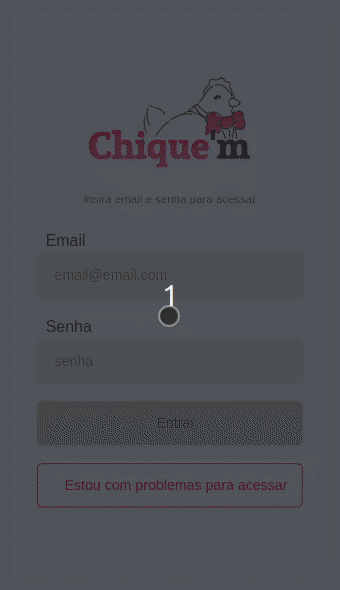 Chique'm
Insira email e senha para acessar
Email
email@email.com
1
Senha
senha
Entrar
Estou com problemas para acessar